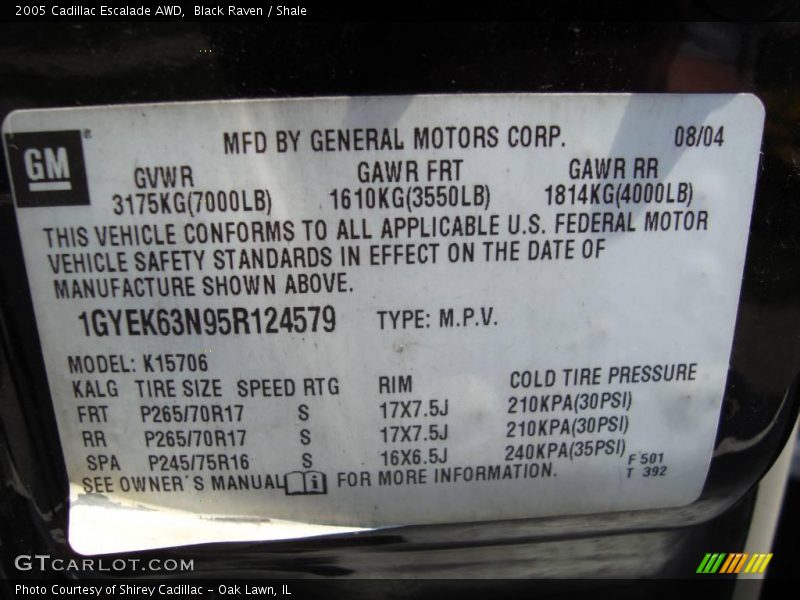 2005 Cadillac Escalade AWD,  Black Raven / Shale
GM®
MFD BY GENERAL MOTORS CORP. 08/04
GVWR GAWR FRT GAWR RR
3175KG(7000LB) 1610KG(3550LB) 1814KG(4000LB)
THIS VEHICLE CONFORMS TO ALL APPLICABLE U.S. FEDERAL MOTOR
VEHICLE SAFETY STANDARDS IN EFFECT ON THE DATE OF
MANUFACTURE SHOWN ABOVE.
1GYEK63N95R124579 TYPE: M.P.V.
MODEL: K15706
KALG TIRE SIZE SPEED RTG RIM COLD TIRE PRESSURE
FRT P265/70R17 S 17X7.5J 210KPA(30PSI)
RR P265/70R17 S 17X7.5J 210KPA(30PSI)
SPA P245/75R16 S 16X6.5J 240KPA(35PSI)
SEE OWNER'S MANUAL i FOR MORE INFORMATION.
F 501
T 392
GTCARLOT.COM
Photo Courtesy of Shirey Cadillac - Oak Lawn, IL